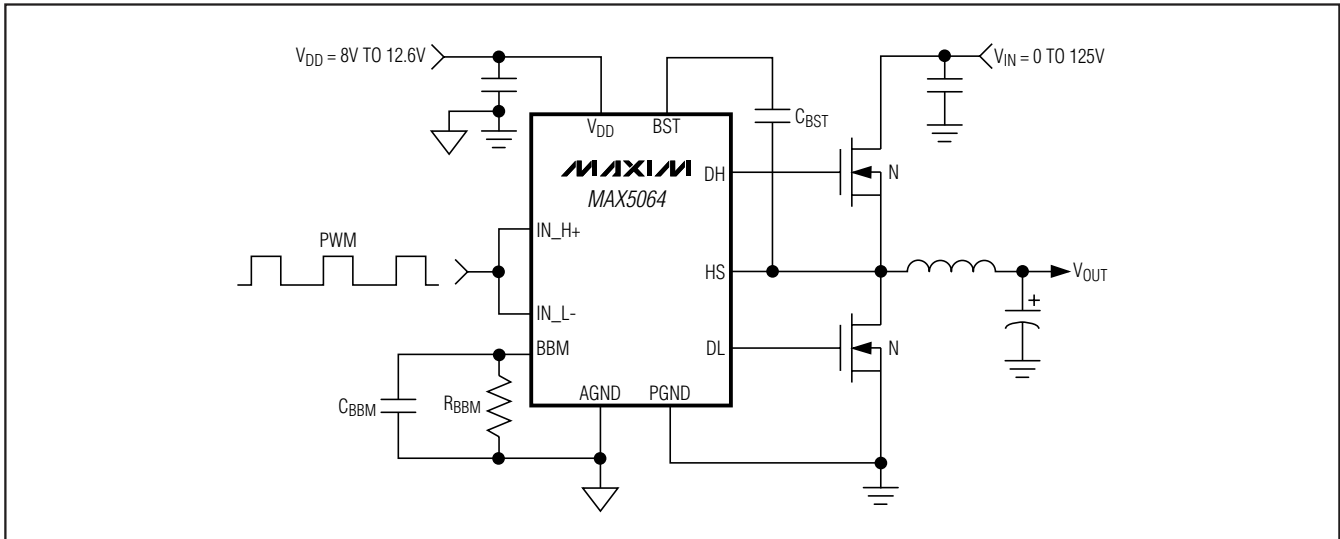 V_DD = 8V TO 12.6V
V_IN = 0 TO 125V
V_DD
BST
C_BST
MAXIM
DH
N
MAX5064
PWM
IN_H+
HS
V_OUT
IN_L-
+
BBM
DL
N
C_BBM
R_BBM
AGND
PGND